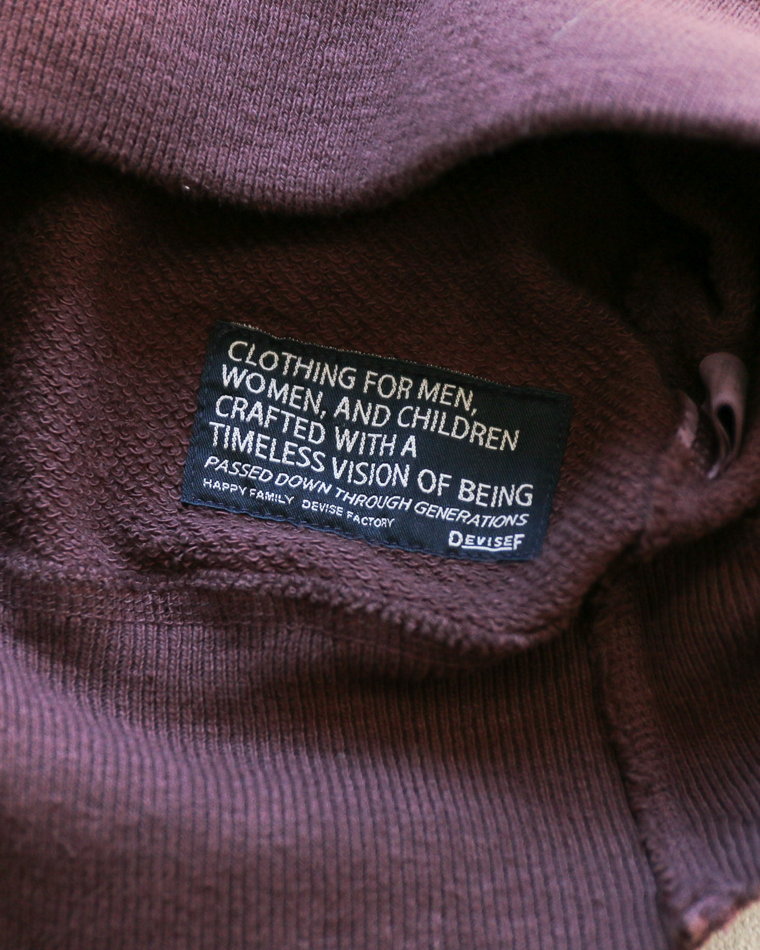 CLOTHING FOR MEN,
WOMEN, AND CHILDREN
CRAFTED WITH A
TIMELESS VISION OF BEING
PASSED DOWN THROUGH GENERATIONS
HAPPY FAMILY DEVISE FACTORY
DEVISEF